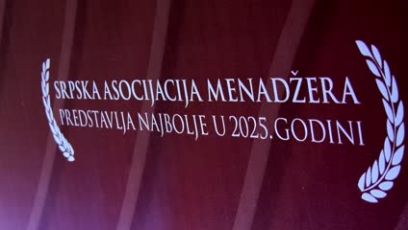 SRPSKA ASOCIJACIJA MENADŽERA
PREDSTAVLJA NAJBOLJE U 2025.GODINI